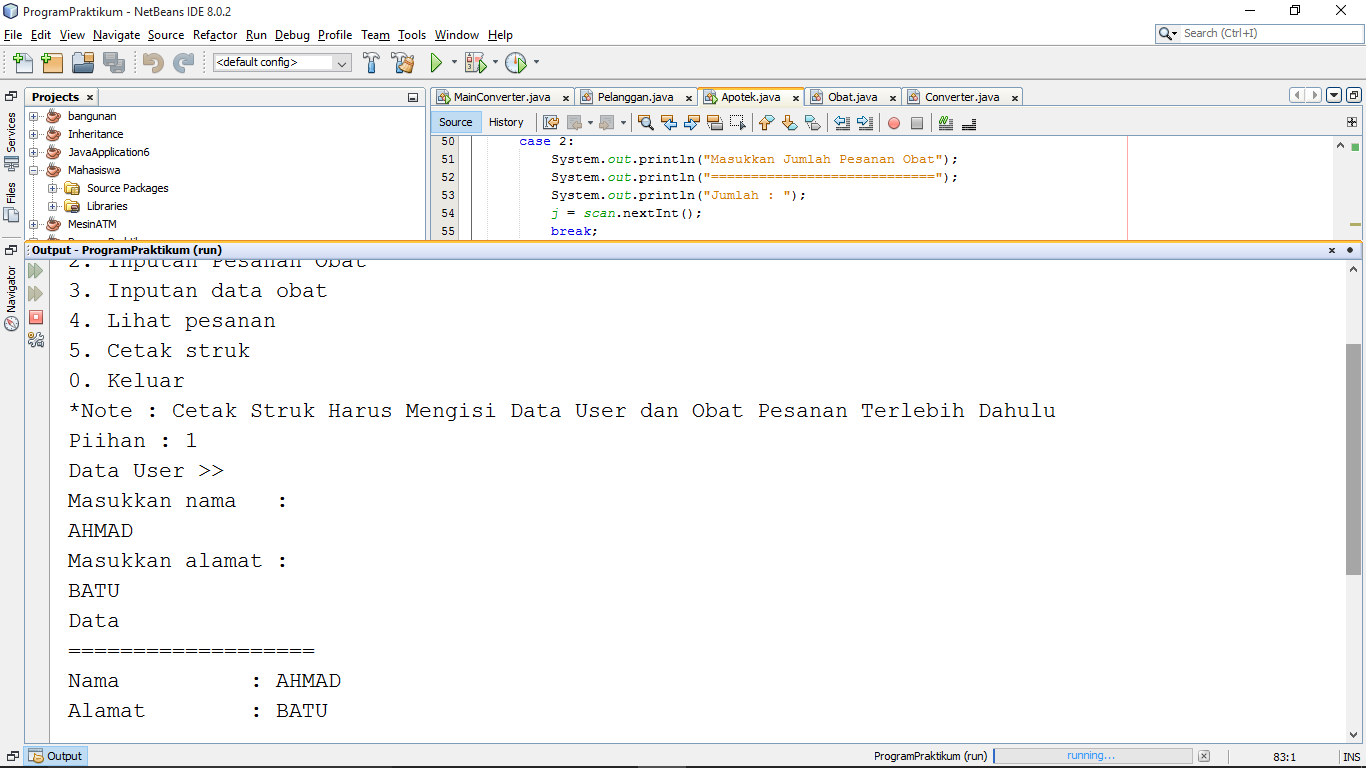 ProgramPraktikum - NetBeans IDE 8.0.2
File Edit View Navigate Source Refactor Run Debug Profile Team Tools Window Help
Search (Ctrl+I)
<default config>
Projects
MainConverter.java
Pelanggan.java
Apotek.java
Obat.java
Converter.java
Services
Files
Navigator
bangunan
Inheritance
JavaApplication6
Mahasiswa
Source Packages
Libraries
MesinATM
Source History
50 case 2:
51 System.out.println("Masukkan Jumlah Pesanan Obat");
52 System.out.println("============================");
53 System.out.println("Jumlah : ");
54 j = scan.nextInt();
55 break;
Output - ProgramPraktikum (run)
2. Inputan Pesanan Obat
3. Inputan data obat
4. Lihat pesanan
5. Cetak struk
0. Keluar
*Note : Cetak Struk Harus Mengisi Data User dan Obat Pesanan Terlebih Dahulu
Piihan : 1
Data User >>
Masukkan nama :
AHMAD
Masukkan alamat :
BATU
Data
===================
Nama : AHMAD
Alamat : BATU
Output
ProgramPraktikum (run)
running...
83:1
INS